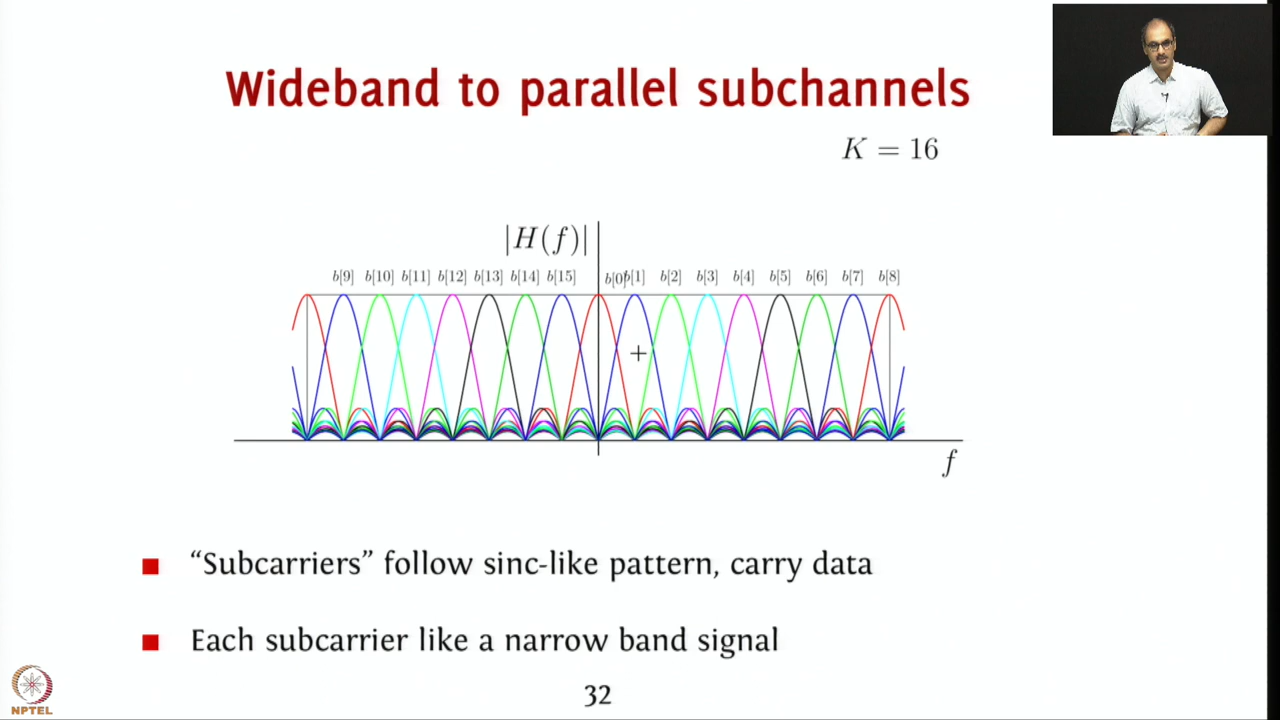 Wideband to parallel subchannels
K = 16
|H(f)|
b[9] b[10] b[11] b[12] b[13] b[14] b[15] b[0] b[1] b[2] b[3] b[4] b[5] b[6] b[7] b[8]
+
f
“Subcarriers” follow sinc-like pattern, carry data
Each subcarrier like a narrow band signal
32
NPTEL